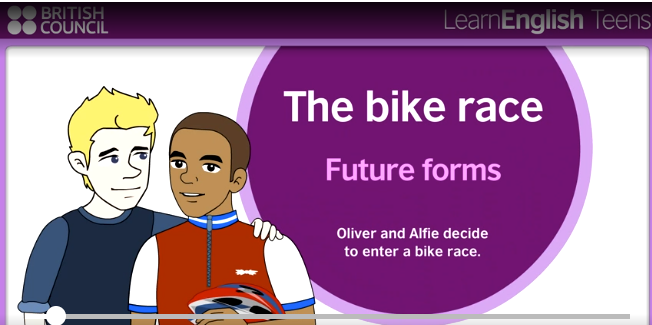 BRITISH
COUNCIL
LearnEnglish Teens
The bike race
Future forms
Oliver and Alfie decide
to enter a bike race.